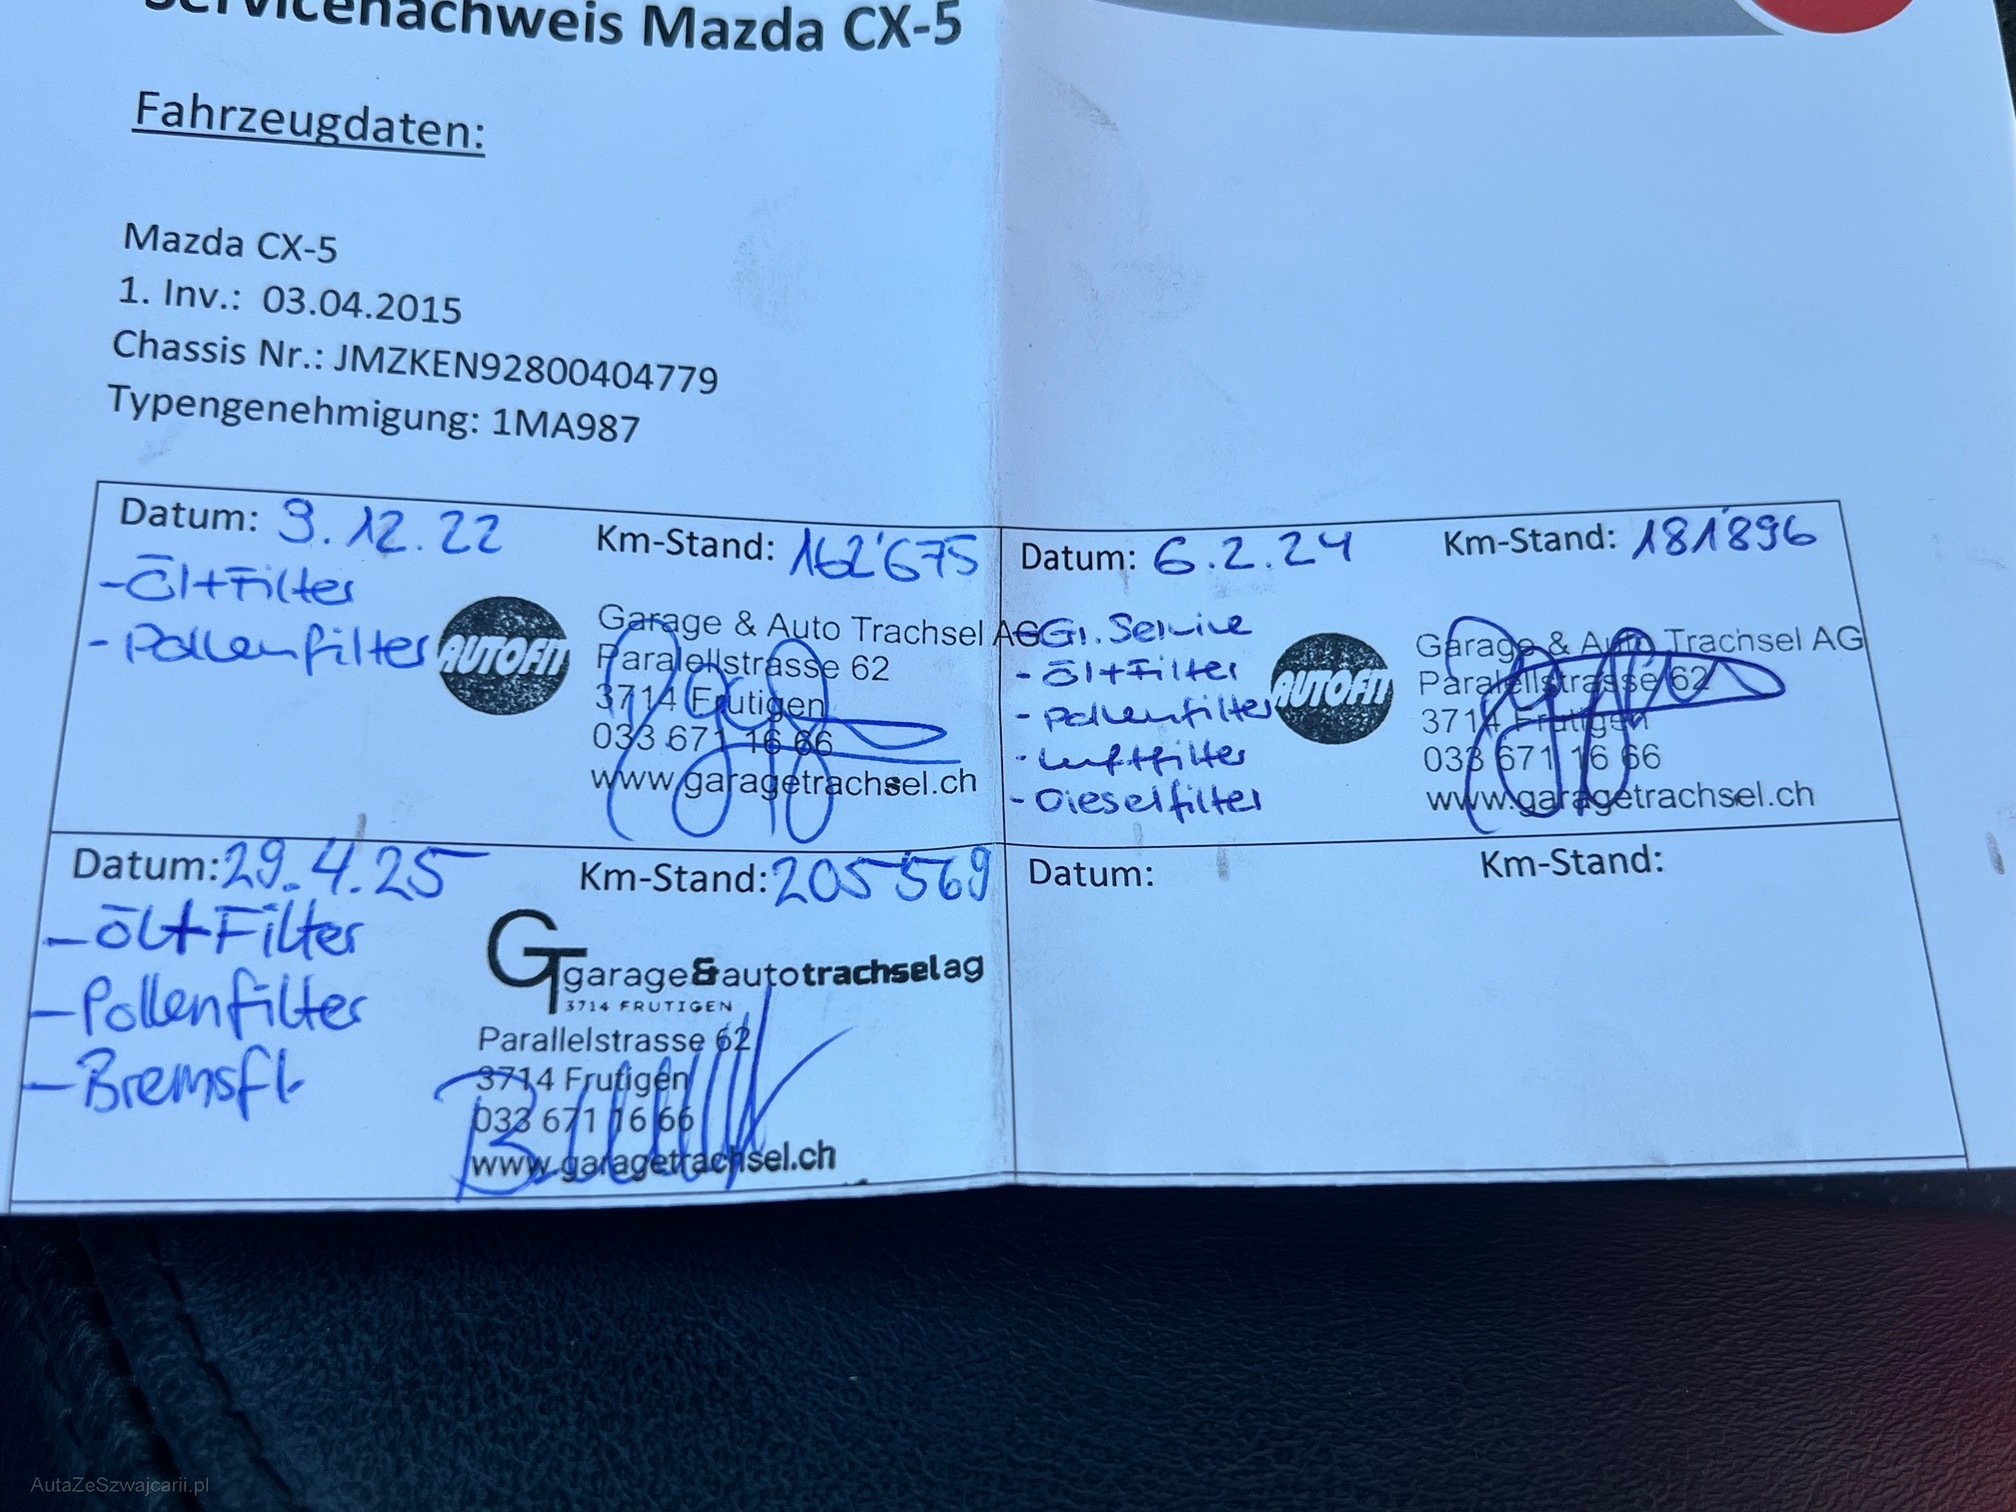 Servicenachweis Mazda CX-5
Fahrzeugdaten:
Mazda CX-5
1. Inv.: 03.04.2015
Chassis Nr.: JMZKEN92800404779
Typengenehmigung: 1MA987
Datum: 9.12.22 Km-Stand: 162'675
- Öl+Filter
- Pollenfilter
AUTOFIT
Garage & Auto Trachsel AG
Paralellstrasse 62
3714 Frutigen
033 671 16 66
www.garagetrachsel.ch
Datum: 6.2.24 Km-Stand: 181'896
Gr. Service
- Öl+Filter
- Pollenfilter
- Luftfilter
- Dieselfilter
AUTOFIT
Garage & Auto Trachsel AG
Paralellstrasse 62
3714 Frutigen
033 671 16 66
www.garagetrachsel.ch
Datum: 29.4.25 Km-Stand: 205'569
- Öl+Filter
- Pollenfilter
- Bremsfl.
GT garage&autotrachselag
3714 FRUTIGEN
Parallelstrasse 62
3714 Frutigen
033 671 16 66
www.garagetrachsel.ch
Datum: Km-Stand:
AutaZeSzwajcarii.pl